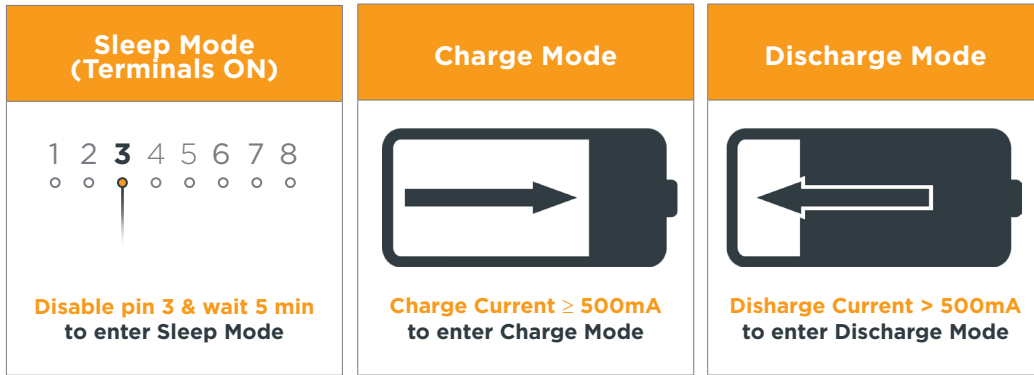 Sleep Mode
(Terminals ON)
1 2 3 4 5 6 7 8
Disable pin 3 & wait 5 min
to enter Sleep Mode
Charge Mode
Charge Current ≥ 500mA
to enter Charge Mode
Discharge Mode
Disharge Current > 500mA
to enter Discharge Mode